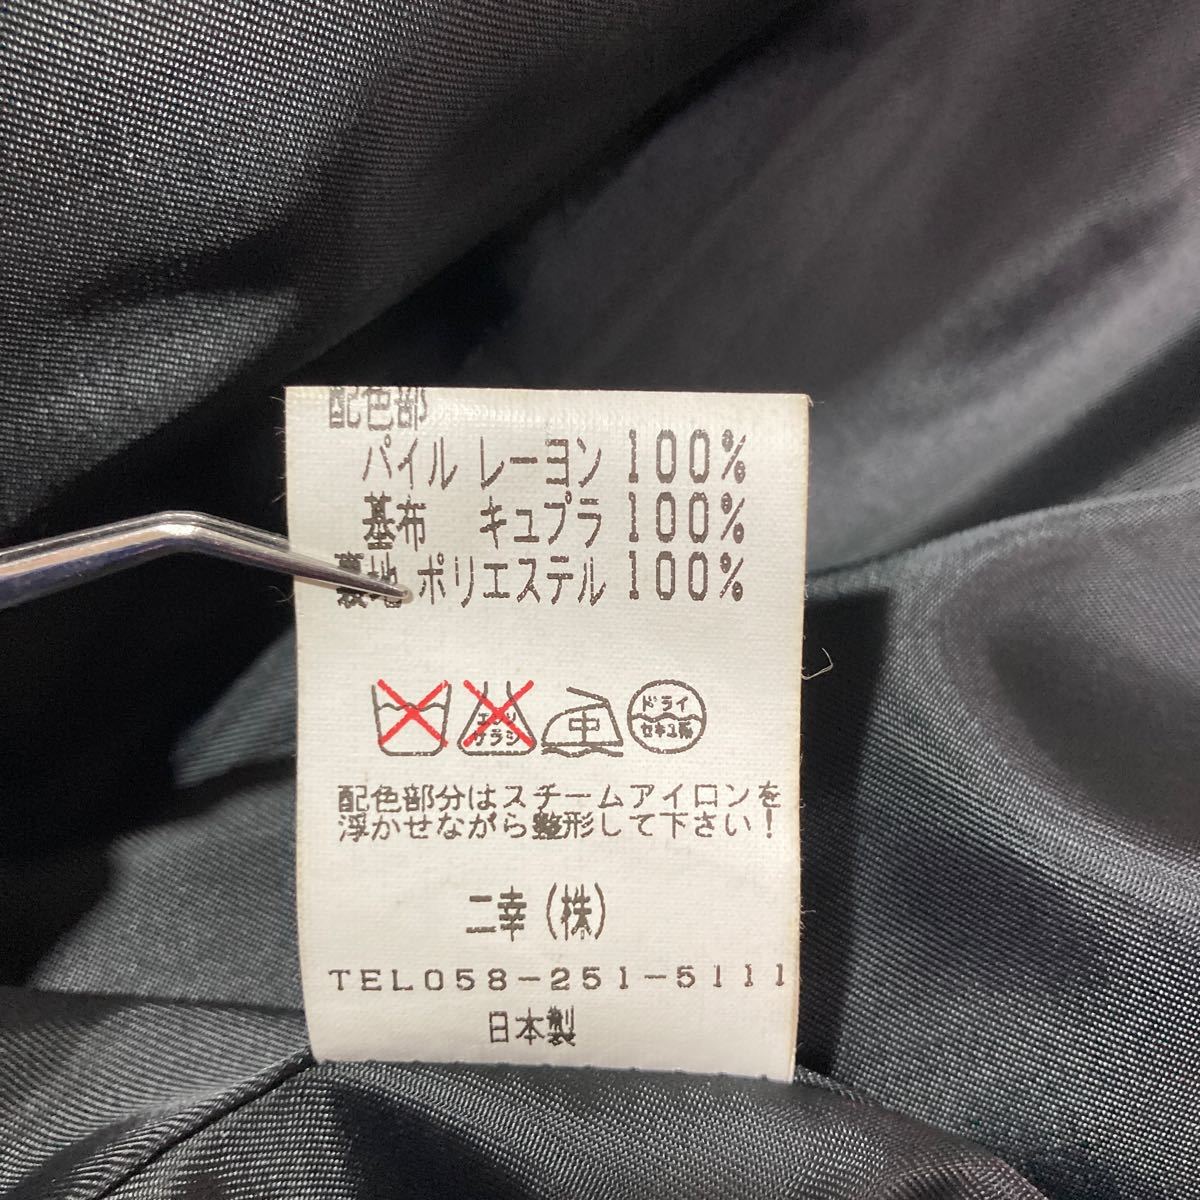 配色部
パイル レーヨン 100%
基布 キュプラ 100%
裏地 ポリエステル 100%
エンソ
サラシ
中
ドライ
セキユ系
配色部分はスチームアイロンを
浮かせながら整形して下さい!
二幸(株)
TEL058-251-5111
日本製